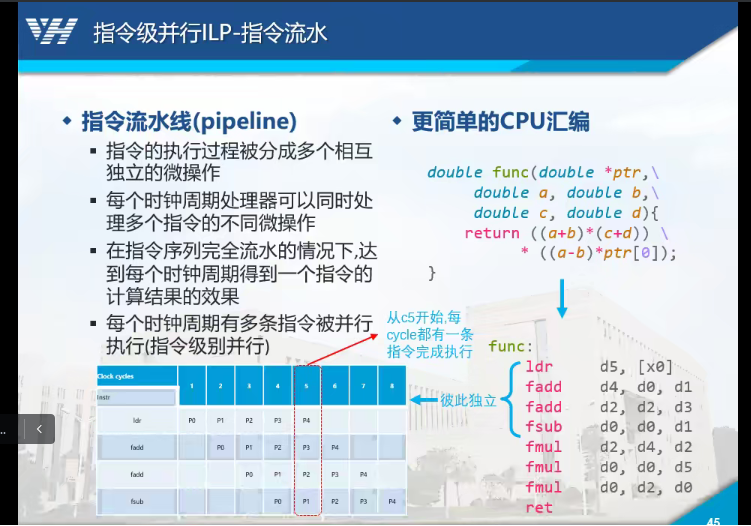 指令级并行ILP-指令流水
指令流水线(pipeline)
指令的执行过程被分成多个相互
独立的微操作
每个时钟周期处理器可以同时处
理多个指令的不同微操作
在指令序列完全流水的情况下,达
到每个时钟周期得到一个指令的
计算结果的效果
每个时钟周期有多条指令被并行
执行(指令级别并行)
从c5开始,每
cycle都有一条
指令完成执行
Clock cycles
Instr
1 2 3 4 5 6 7 8
ldr P0 P1 P2 P3 P4
fadd P0 P1 P2 P3 P4
fadd P0 P1 P2 P3 P4
fsub P0 P1 P2 P3 P4
更简单的CPU汇编
double func(double *ptr,\
double a, double b,\
double c, double d){
return ((a+b)*(c+d)) \
* ((a-b)*ptr[0]);
}
彼此独立
func:
ldr d5, [x0]
fadd d4, d0, d1
fadd d2, d2, d3
fsub d0, d0, d1
fmul d2, d4, d2
fmul d0, d0, d5
fmul d0, d2, d0
ret
45